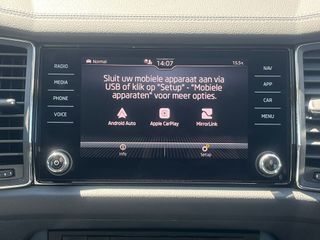 Normal
14:07
15.5°c
RADIO
MEDIA
PHONE
VOICE
Sluit uw mobiele apparaat aan via
USB of klik op "Setup" - "Mobiele
apparaten" voor meer opties.
Android Auto
Apple CarPlay
MirrorLink
Info
Setup
NAV
APP
CAR
MENU